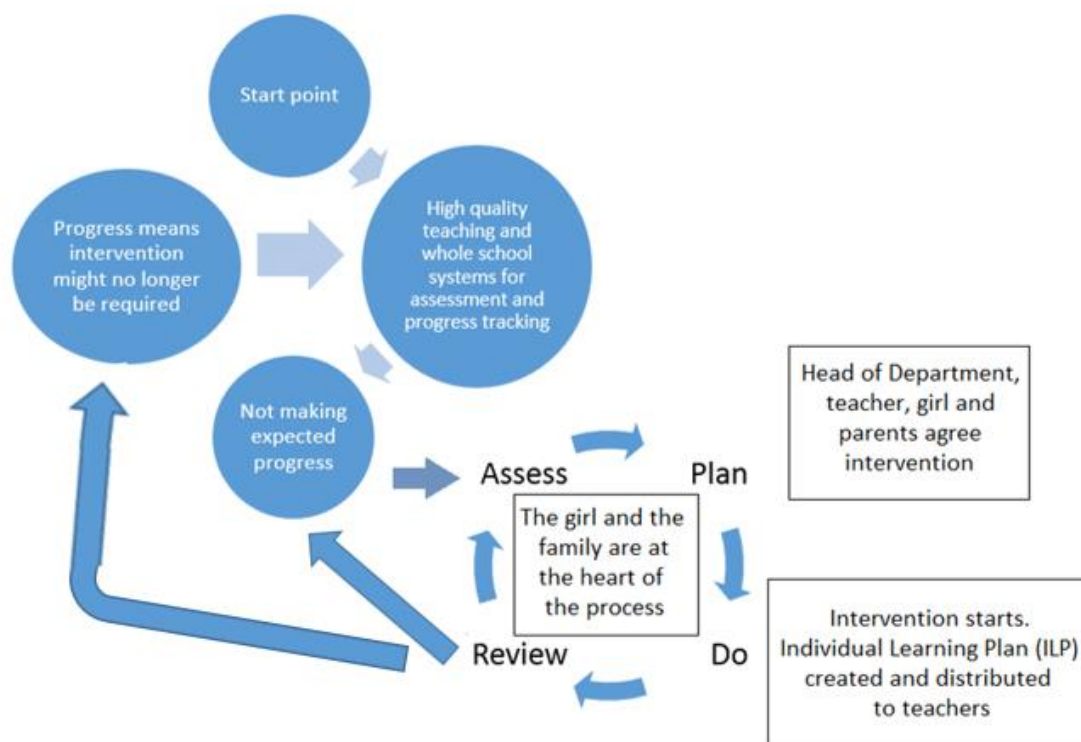 Start point
High quality
teaching and
whole school
systems for
assessment and
progress tracking
Progress means
intervention
might no longer
be required
Not making
expected
progress
Assess
Plan
Head of Department,
teacher, girl and
parents agree
intervention
The girl and the
family are at
the heart of
the process
Review
Do
Intervention starts.
Individual Learning Plan (ILP)
created and distributed
to teachers